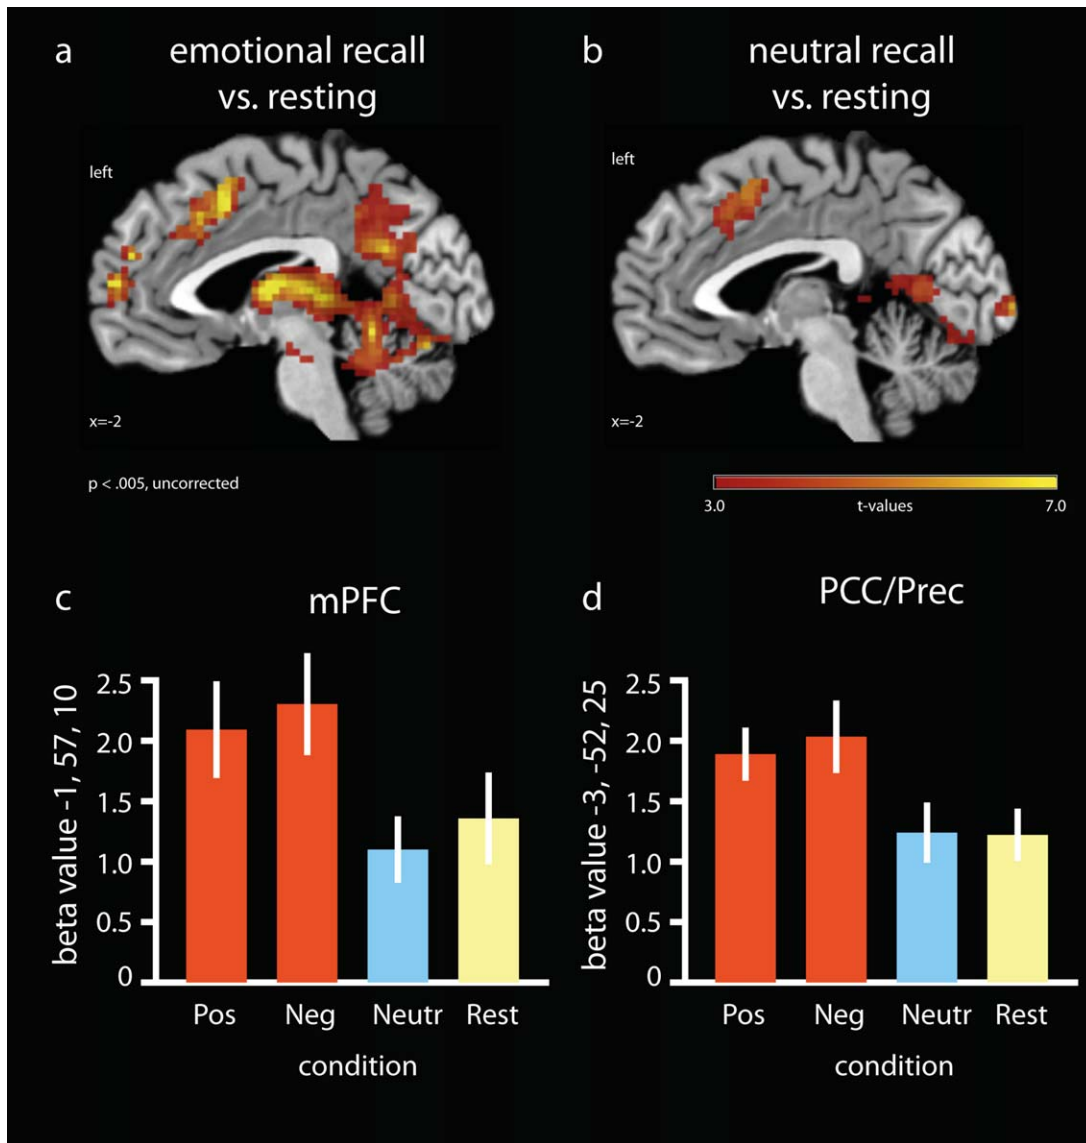 a
emotional recall
vs. resting
b
neutral recall
vs. resting
left
left
x=-2
x=-2
p < .005, uncorrected
3.0
t-values
7.0
c
mPFC
beta value -1, 57, 10
2.5
2.0
1.5
1.0
0.5
0
Pos
Neg
Neutr
Rest
condition
d
PCC/Prec
beta value -3, -52, 25
2.5
2.0
1.5
1.0
0.5
0
Pos
Neg
Neutr
Rest
condition